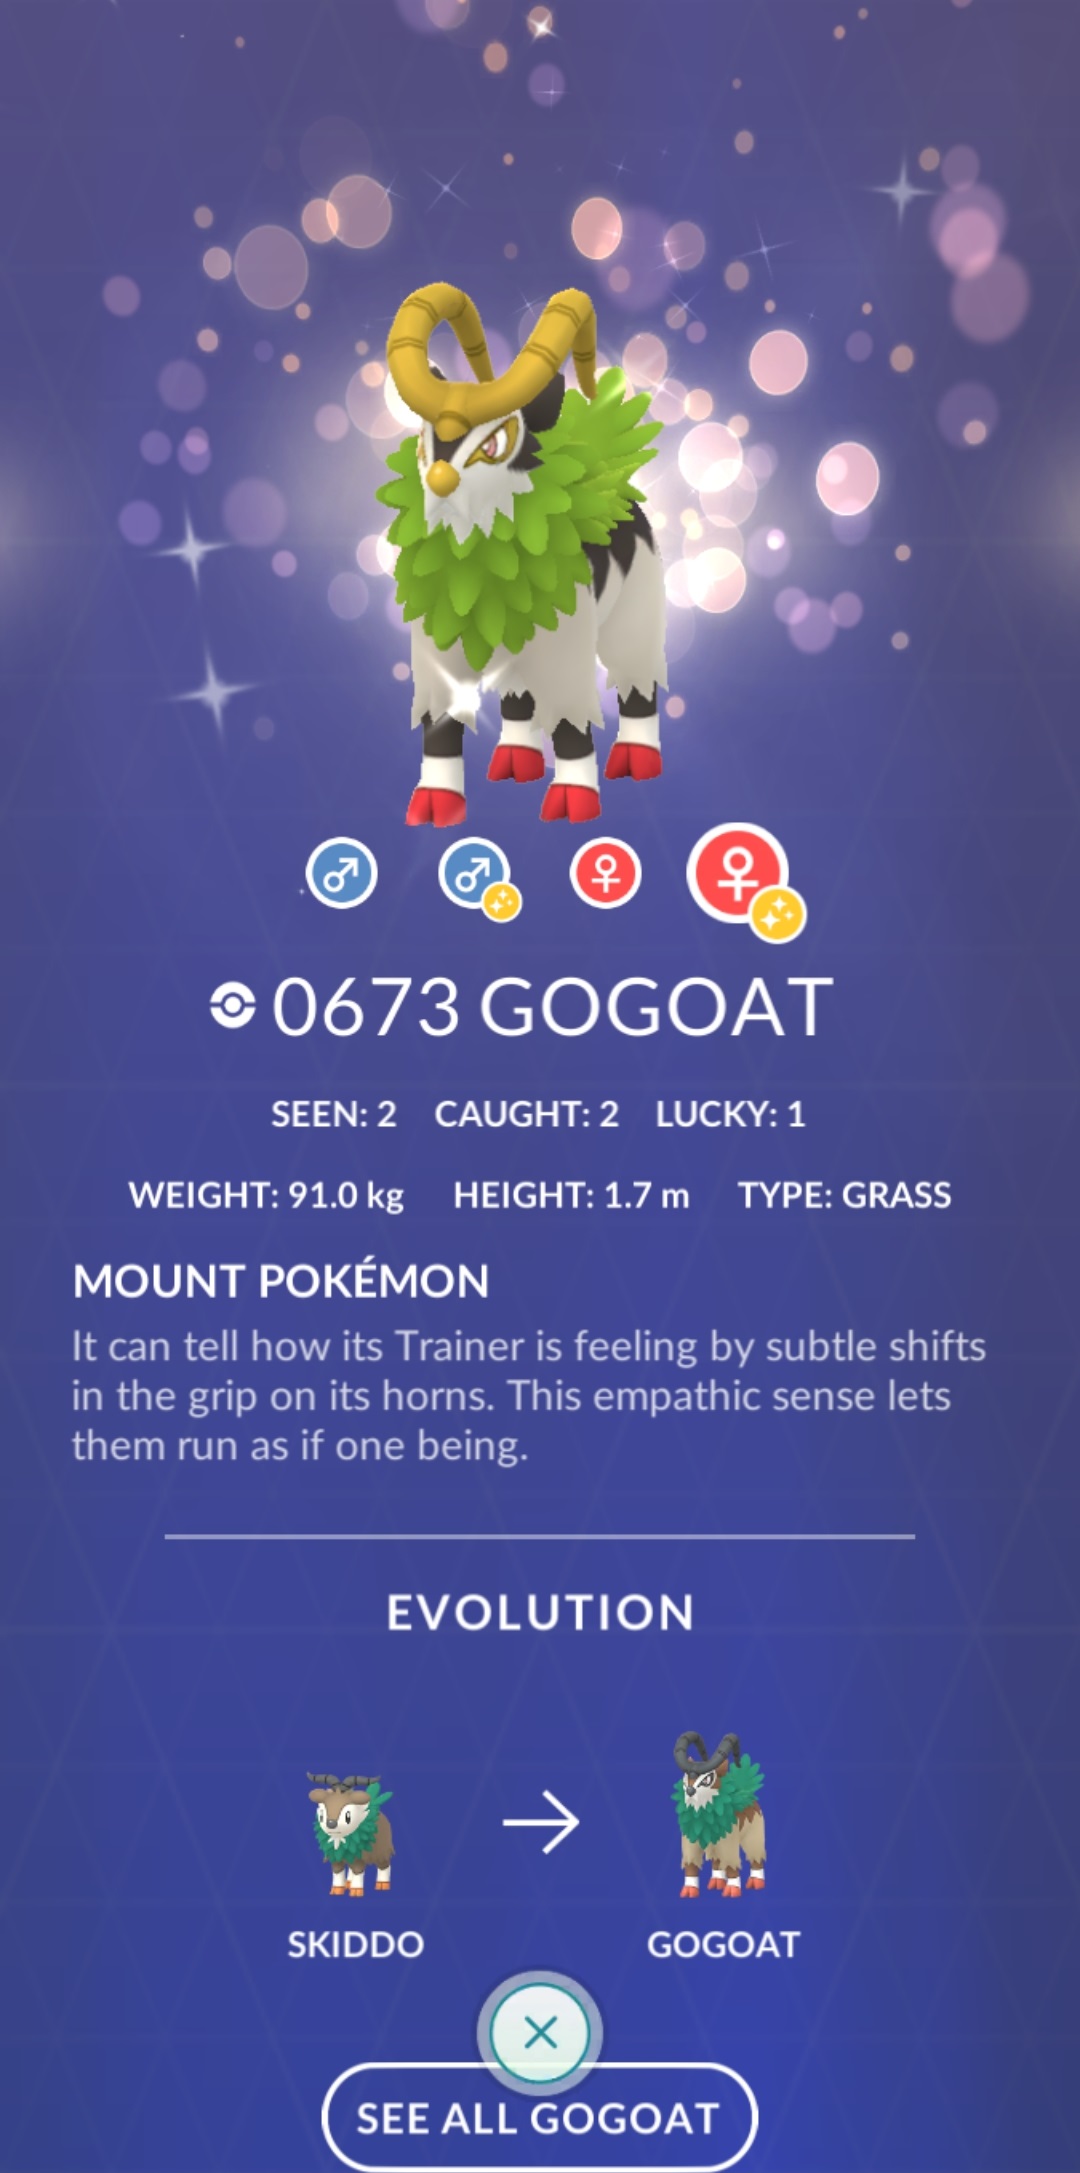 0673 GOGOAT
SEEN: 2 CAUGHT: 2 LUCKY: 1
WEIGHT: 91.0 kg HEIGHT: 1.7 m TYPE: GRASS
MOUNT POKÉMON
It can tell how its Trainer is feeling by subtle shifts
in the grip on its horns. This empathic sense lets
them run as if one being.
EVOLUTION
SKIDDO GOGOAT
SEE ALL GOGOAT